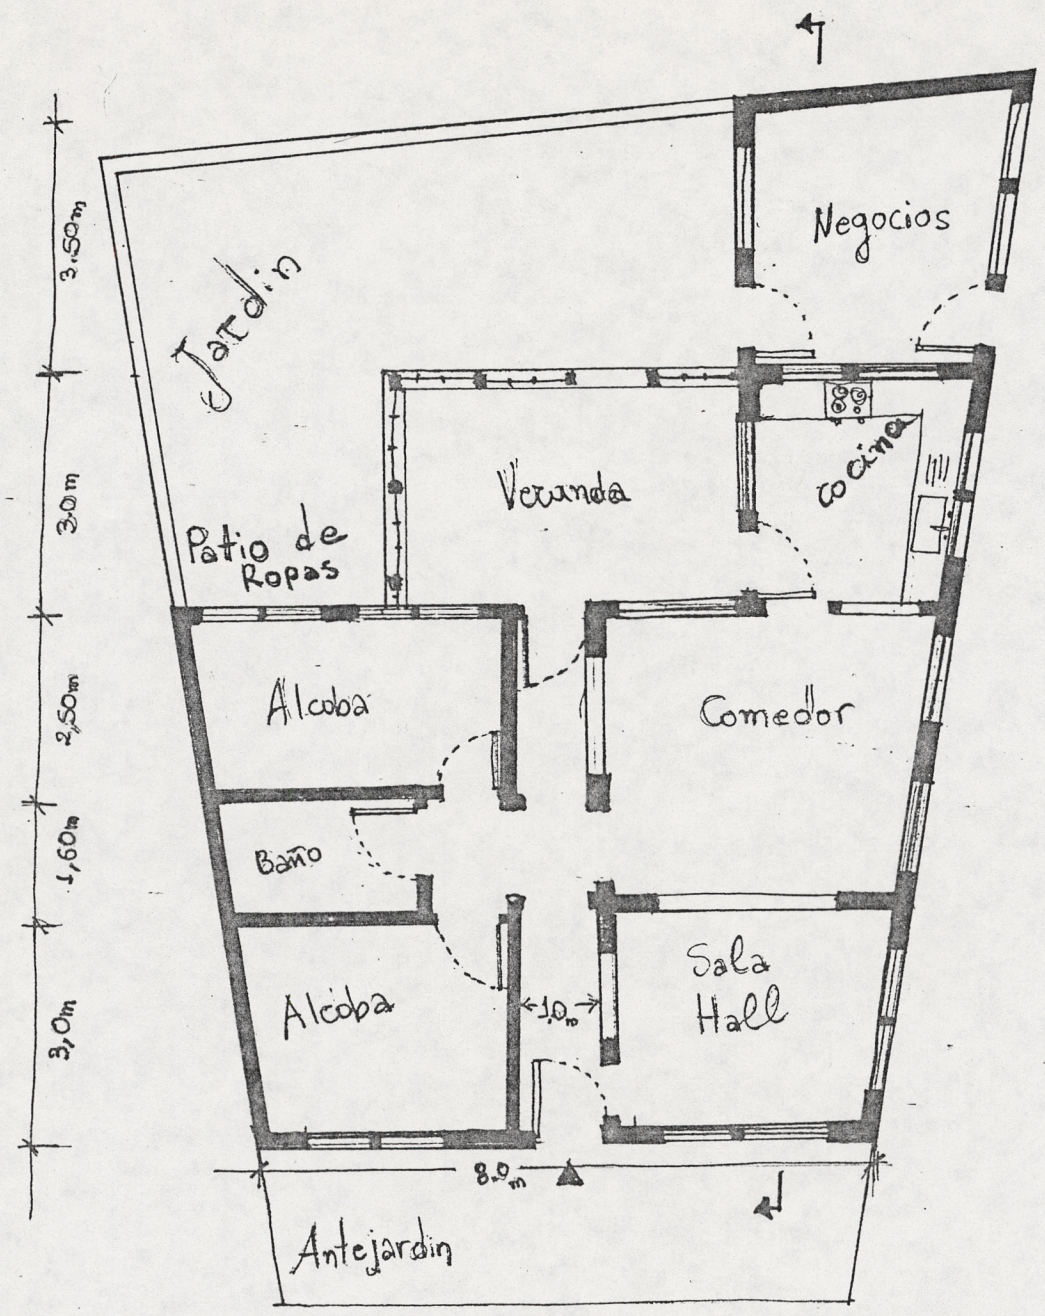 Negocios
3.50m
Jardin
cocina
Veranda
3.0m
Patio de
Ropas
Alcoba
Comedor
2,50m
1,60m
Baño
Sala
Hall
Alcoba
1.0m
3,0m
8.0m
Antejardin